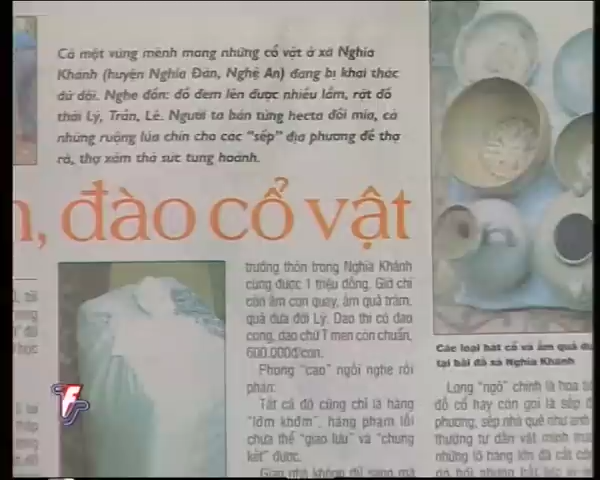 Cả một vùng mênh mang những cổ vật ở xã Nghĩa
Khánh (huyện Nghĩa Đàn, Nghệ An) đang bị khai thác
dữ dội. Nghe đồn: đồ đem lên được nhiều lắm, rặt đồ
thời Lý, Trần, Lê. Người ta bán từng hecta đồi mía, cả
những ruộng lúa chín cho các "sếp" địa phương để thợ
rà, thợ xăm thả sức tung hoành.
, đào cổ vật
trưởng thôn trong Nghĩa Khánh
cũng được 1 triệu đồng. Giờ chỉ
còn ấm con quay, ấm quả trám,
quả dưa đời Lý. Dao thì có dao
cong, dao chữ T men còn chuẩn,
600.000đ/con.
Phong "cao" ngồi nghe rồi
phán:
Tất cả đó cũng chỉ là hàng
"lởm khởm", hàng phạm lỗi
chưa thể "giao lưu" và "chung
kết" được.
Các loại bát cổ và ấm quả
tại bãi đá xã Nghĩa Khánh
Long "ngô" chính là hoa
đồ cổ hay còn gọi là sếp
phương, sếp nhà quê như anh
thường tư dẫn vát mình
những lô hàng lớn đã cất